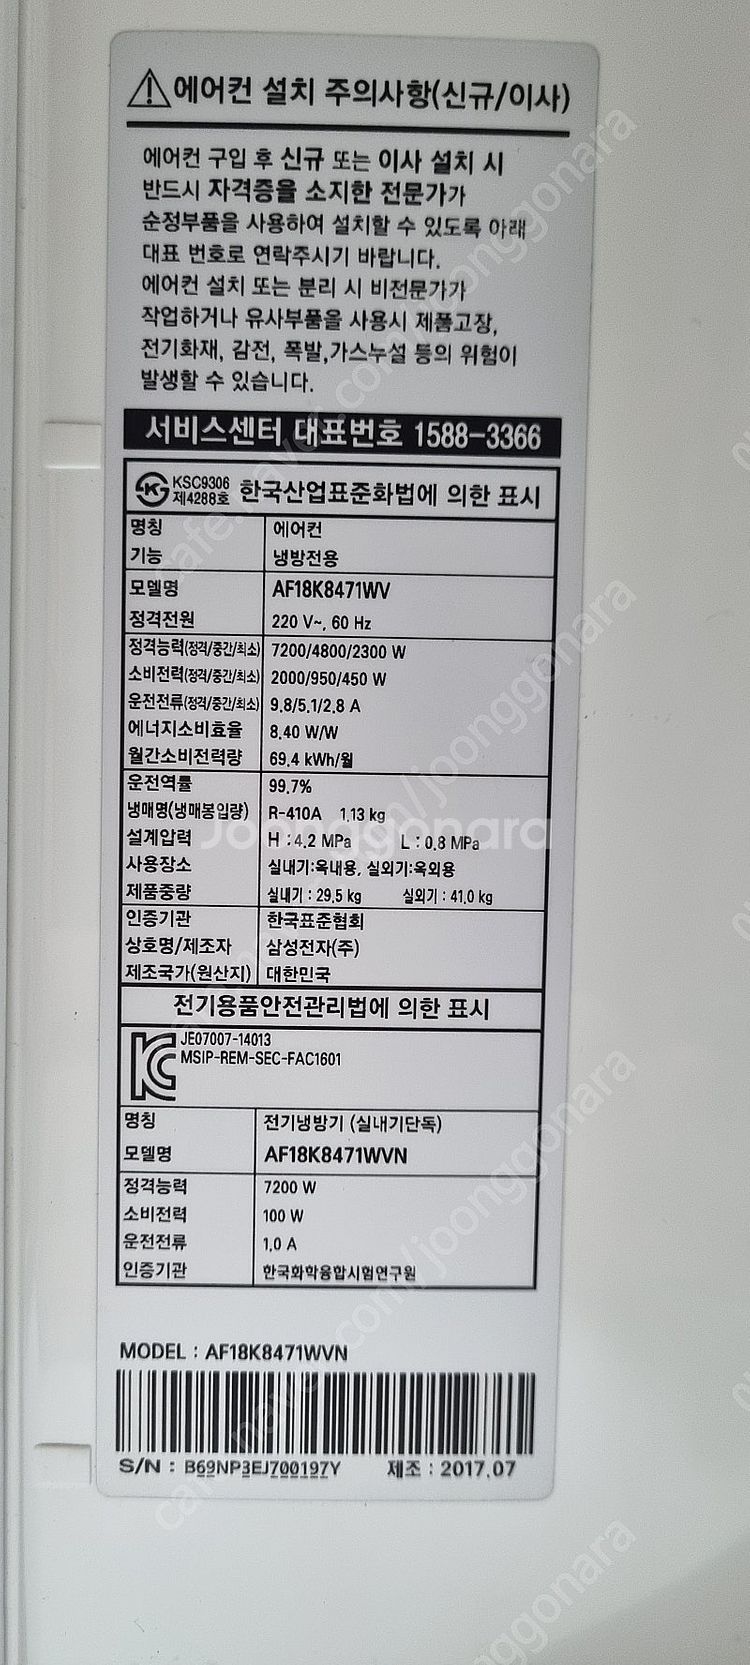 에어컨 설치 주의사항(신규/이사)
에어컨 구입 후 신규 또는 이사 설치 시
반드시 자격증을 소지한 전문가가
순정부품을 사용하여 설치할 수 있도록 아래
대표 번호로 연락주시기 바랍니다.
에어컨 설치 또는 분리 시 비전문가가
작업하거나 유사부품을 사용시 제품고장,
전기화재, 감전, 폭발,가스누설 등의 위험이
발생할 수 있습니다.
서비스센터 대표번호 1588-3366
KSC9306
제4288호 한국산업표준화법에 의한 표시
명칭 에어컨
기능 냉방전용
모델명 AF18K8471WV
정격전원 220 V~, 60 Hz
정격능력(정격/중간/최소) 7200/4800/2300 W
소비전력(정격/중간/최소) 2000/950/450 W
운전전류(정격/중간/최소) 9.8/5.1/2.8 A
에너지소비효율 8.40 W/W
월간소비전력량 69.4 kWh/월
운전역률 99.7%
냉매명(냉매봉입량) R-410A 1.13 kg
설계압력 H : 4.2 MPa L : 0.8 MPa
사용장소 실내기:옥내용, 실외기:옥외용
제품중량 실내기 : 29.5 kg 실외기 : 41.0 kg
인증기관 한국표준협회
상호명/제조자 삼성전자(주)
제조국가(원산지) 대한민국
전기용품안전관리법에 의한 표시
JE07007-14013
MSIP-REM-SEC-FAC1601
명칭 전기냉방기 (실내기단독)
모델명 AF18K8471WVN
정격능력 7200 W
소비전력 100 W
운전전류 1.0 A
인증기관 한국화학융합시험연구원
MODEL : AF18K8471WVN
S/N : B69NP3EJ700197Y 제조 : 2017.07
Joonggonara
cafe.naver.com/joonggonara